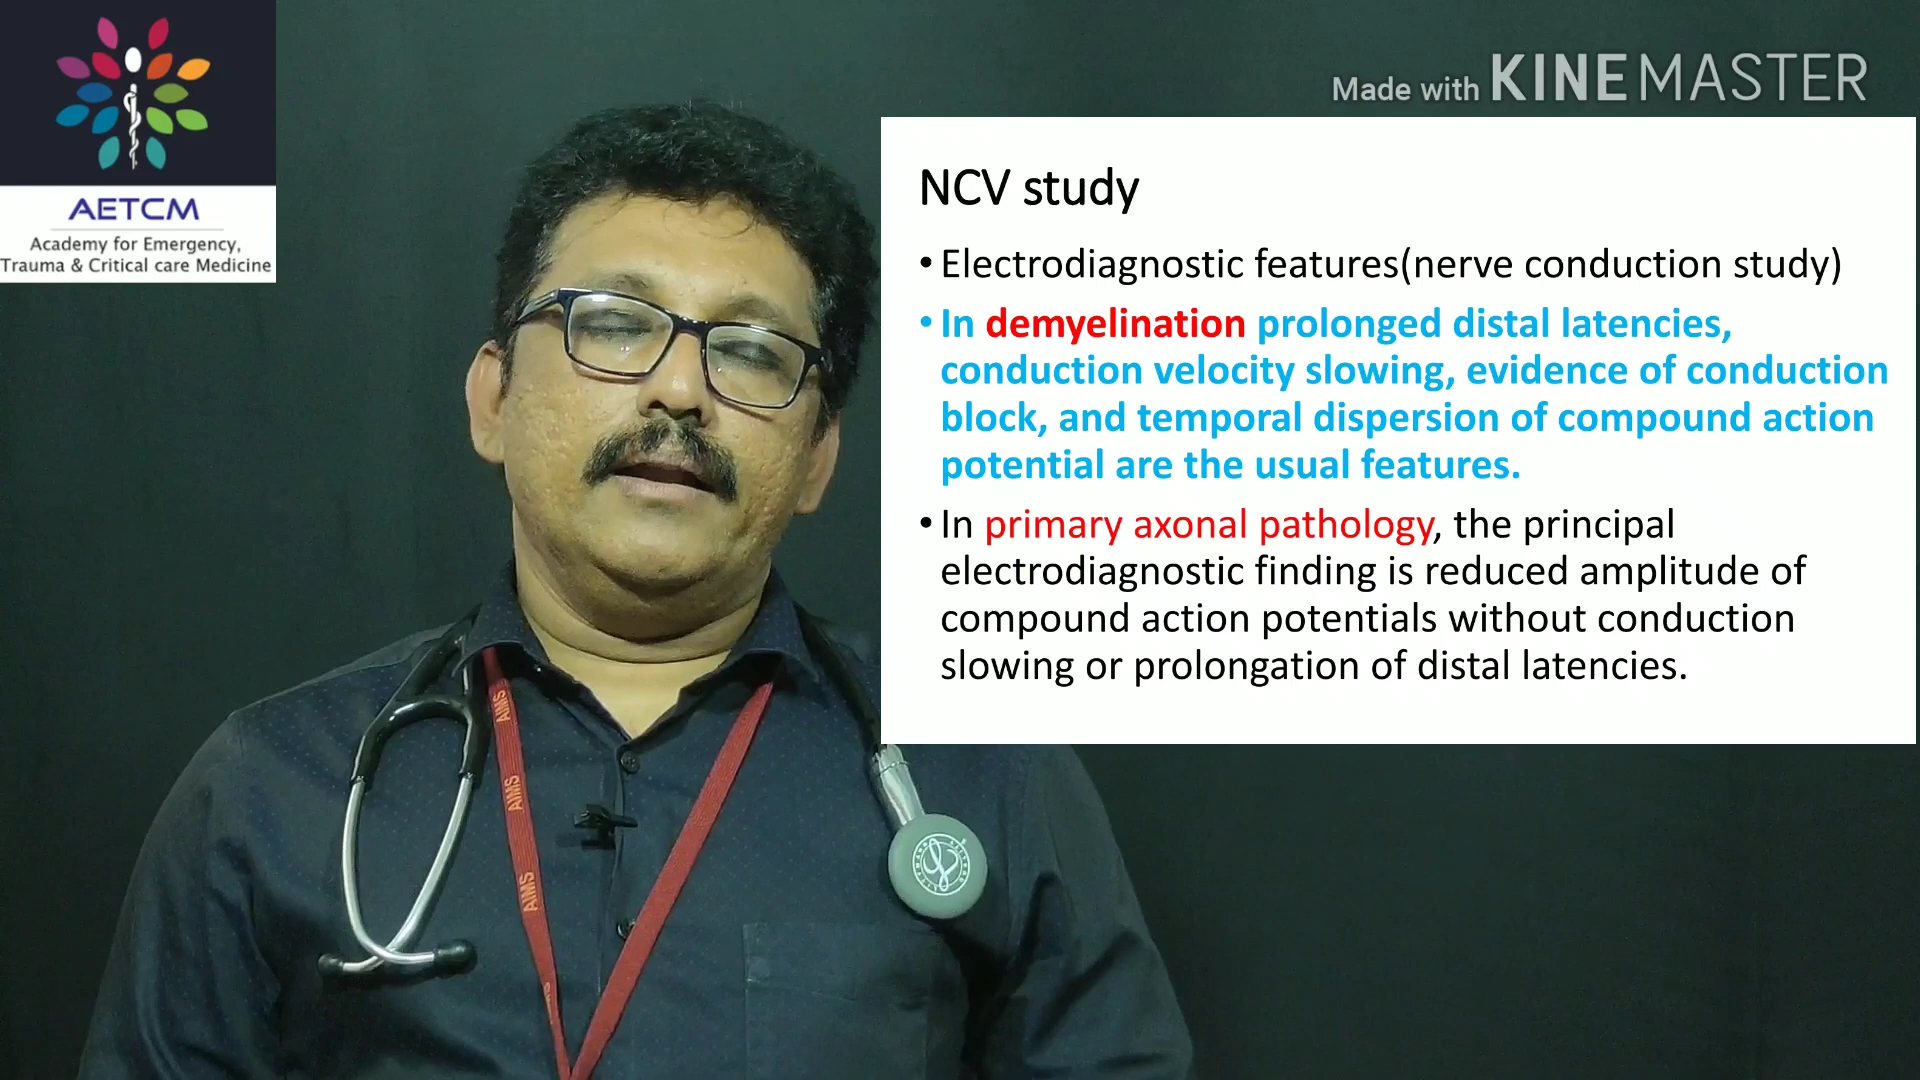 AETCM
Academy for Emergency,
Trauma & Critical care Medicine
Made with KINEMASTER
NCV study
• Electrodiagnostic features(nerve conduction study)
• In demyelination prolonged distal latencies,
conduction velocity slowing, evidence of conduction
block, and temporal dispersion of compound action
potential are the usual features.
• In primary axonal pathology, the principal
electrodiagnostic finding is reduced amplitude of
compound action potentials without conduction
slowing or prolongation of distal latencies.
AIMS
AIMS
AIMS